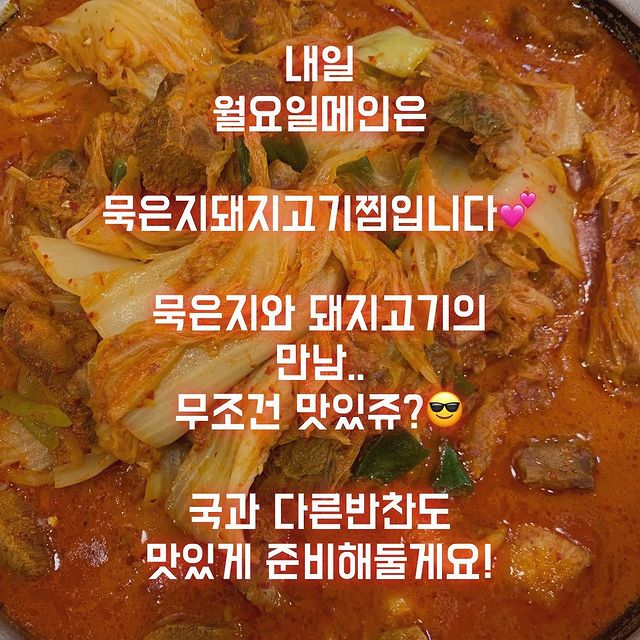 내일
월요일메인은
묵은지돼지고기찜입니다💕
묵은지와 돼지고기의
만남..
무조건 맛있쥬?😎
국과 다른반찬도
맛있게 준비해둘게요!